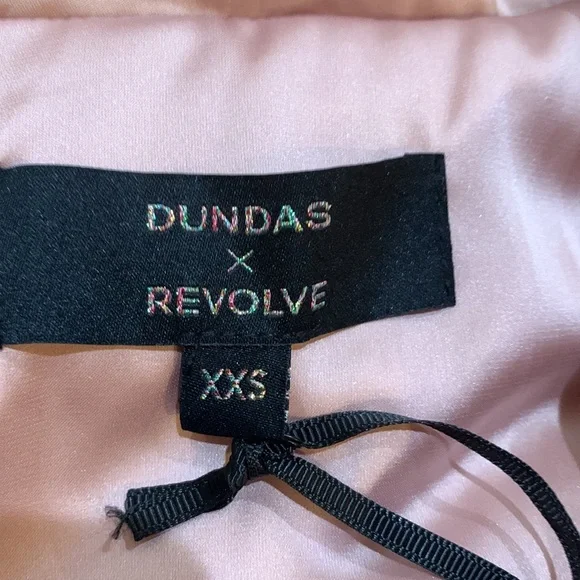 DUNDAS
×
REVOLVE
XXS